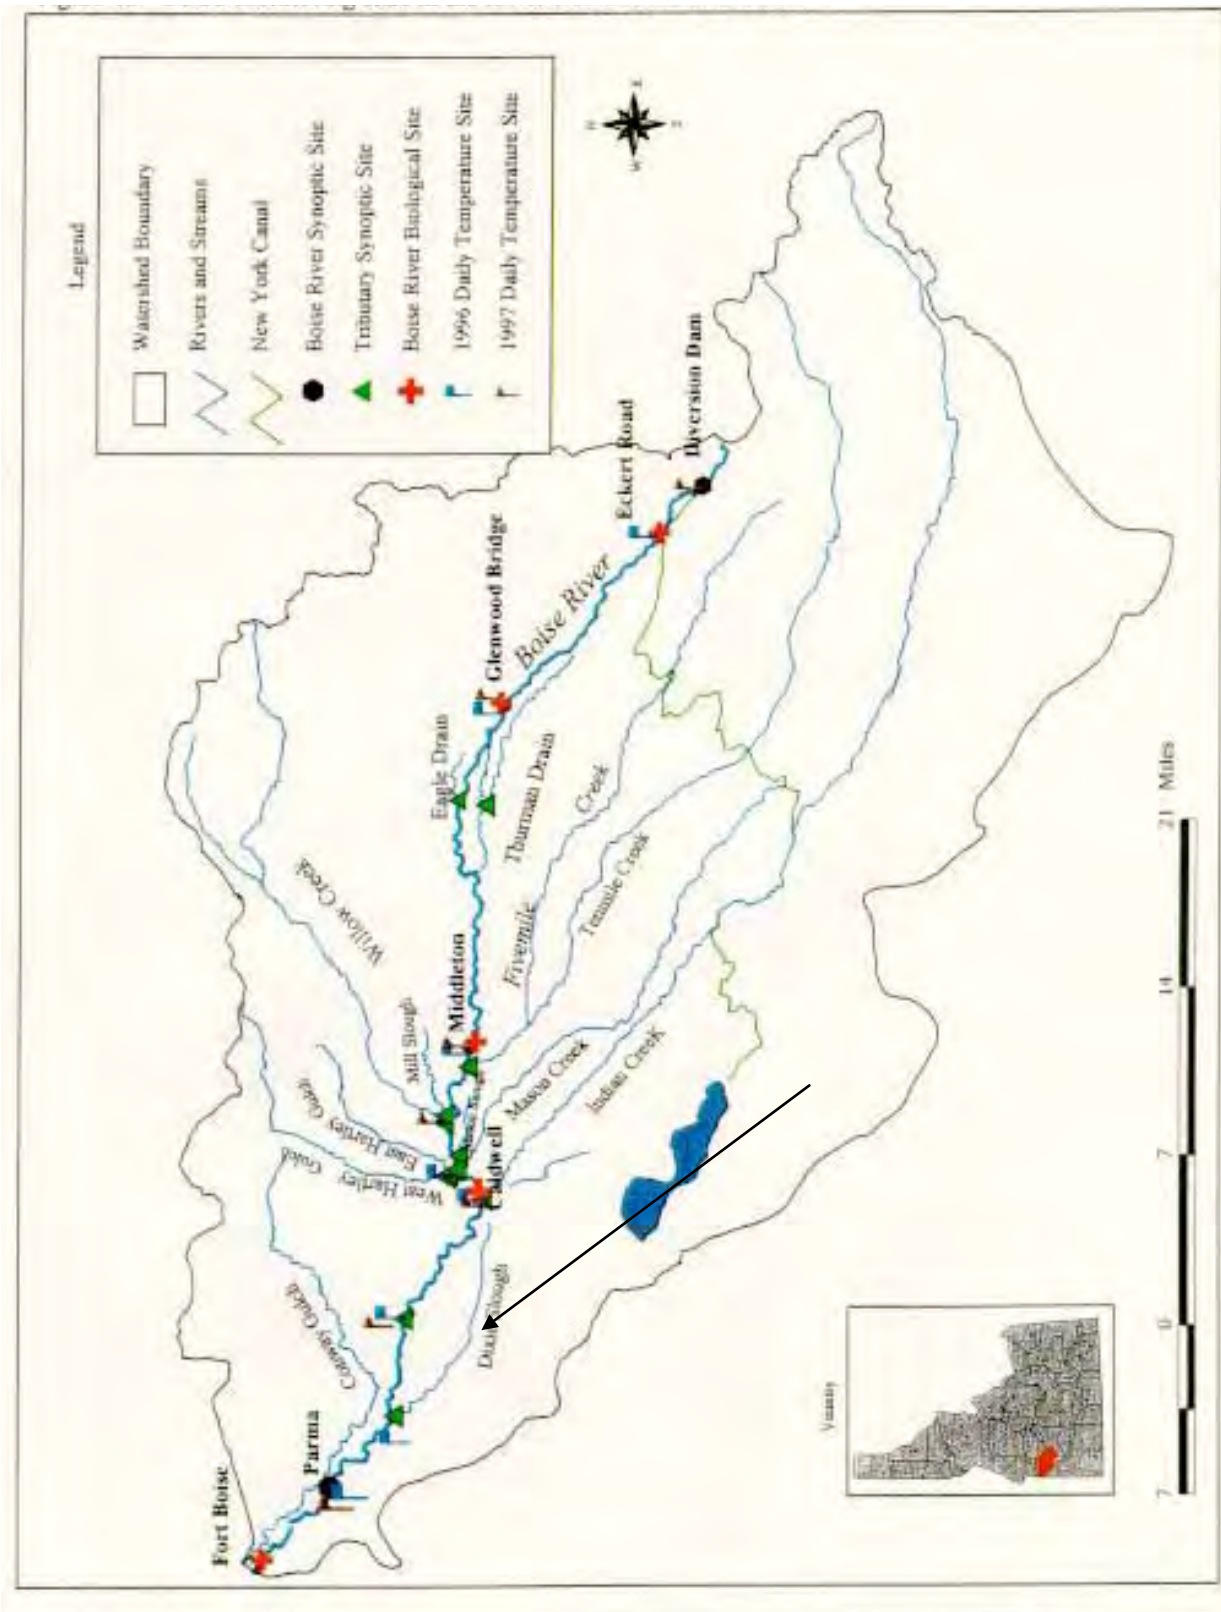 Legend
Watershed Boundary
Rivers and Streams
New York Canal
Boise River Synoptic Site
Tributary Synoptic Site
Boise River Biological Site
1996 Daily Temperature Site
1997 Daily Temperature Site
N
E
S
W
Fort Boise
Parma
Conway Gulch
West Hartley Gulch
East Hartley Gulch
Mill Slough
Willow Creek
Middleton
Caldwell
Eagle Drain
Glenwood Bridge
Boise River
Eckert Road
Diversion Dam
Thurman Drain
Fivemile Creek
Tenmile Creek
Mason Creek
Indian Creek
Slough
Vicinity
7 0 7 14 21 Miles